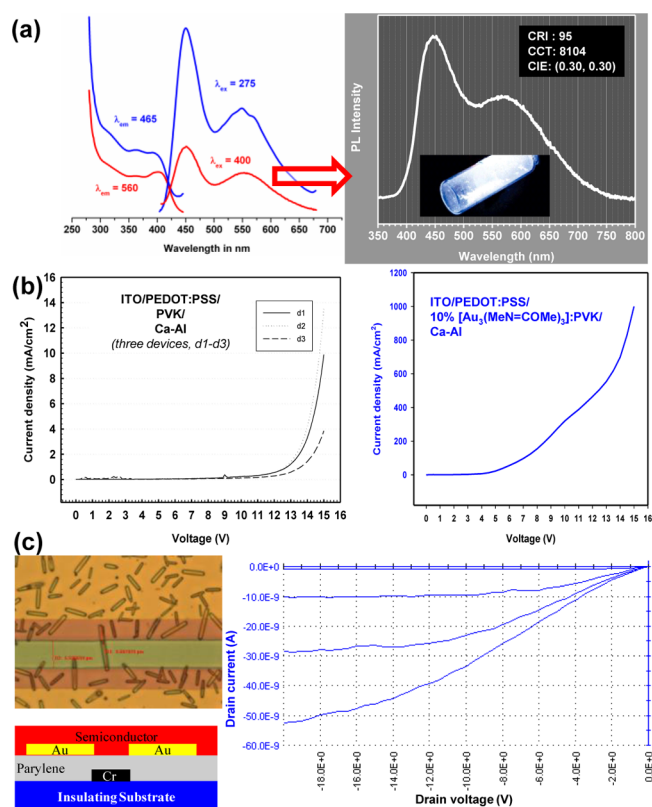 (a)
λex = 275
λem = 465
λex = 400
λem = 560
250 300 350 400 450 500 550 600 650 700
Wavelength in nm
PL Intensity
CRI : 95
CCT: 8104
CIE: (0.30, 0.30)
350 400 450 500 550 600 650 700 750 800
Wavelength (nm)
(b)
Current density (mA/cm2)
16
14
12
10
8
6
4
2
0
ITO/PEDOT:PSS/
PVK/
Ca-Al
(three devices, d1-d3)
d1
d2
d3
0 1 2 3 4 5 6 7 8 9 10 11 12 13 14 15 16
Voltage (V)
Current density (mA/cm2)
1200
1000
800
600
400
200
0
ITO/PEDOT:PSS/
10% [Au3(MeN=COMe)3]:PVK/
Ca-Al
0 1 2 3 4 5 6 7 8 9 10 11 12 13 14 15 16
Voltage (V)
(c)
Semiconductor
Au Au
Parylene
Cr
Insulating Substrate
Drain current (A)
0.0E+0
-10.0E-9
-20.0E-9
-30.0E-9
-40.0E-9
-50.0E-9
-60.0E-9
-18.0E+0 -16.0E+0 -14.0E+0 -12.0E+0 -10.0E+0 -8.0E+0 -6.0E+0 -4.0E+0 -2.0E+0 0.0E+0
Drain voltage (V)